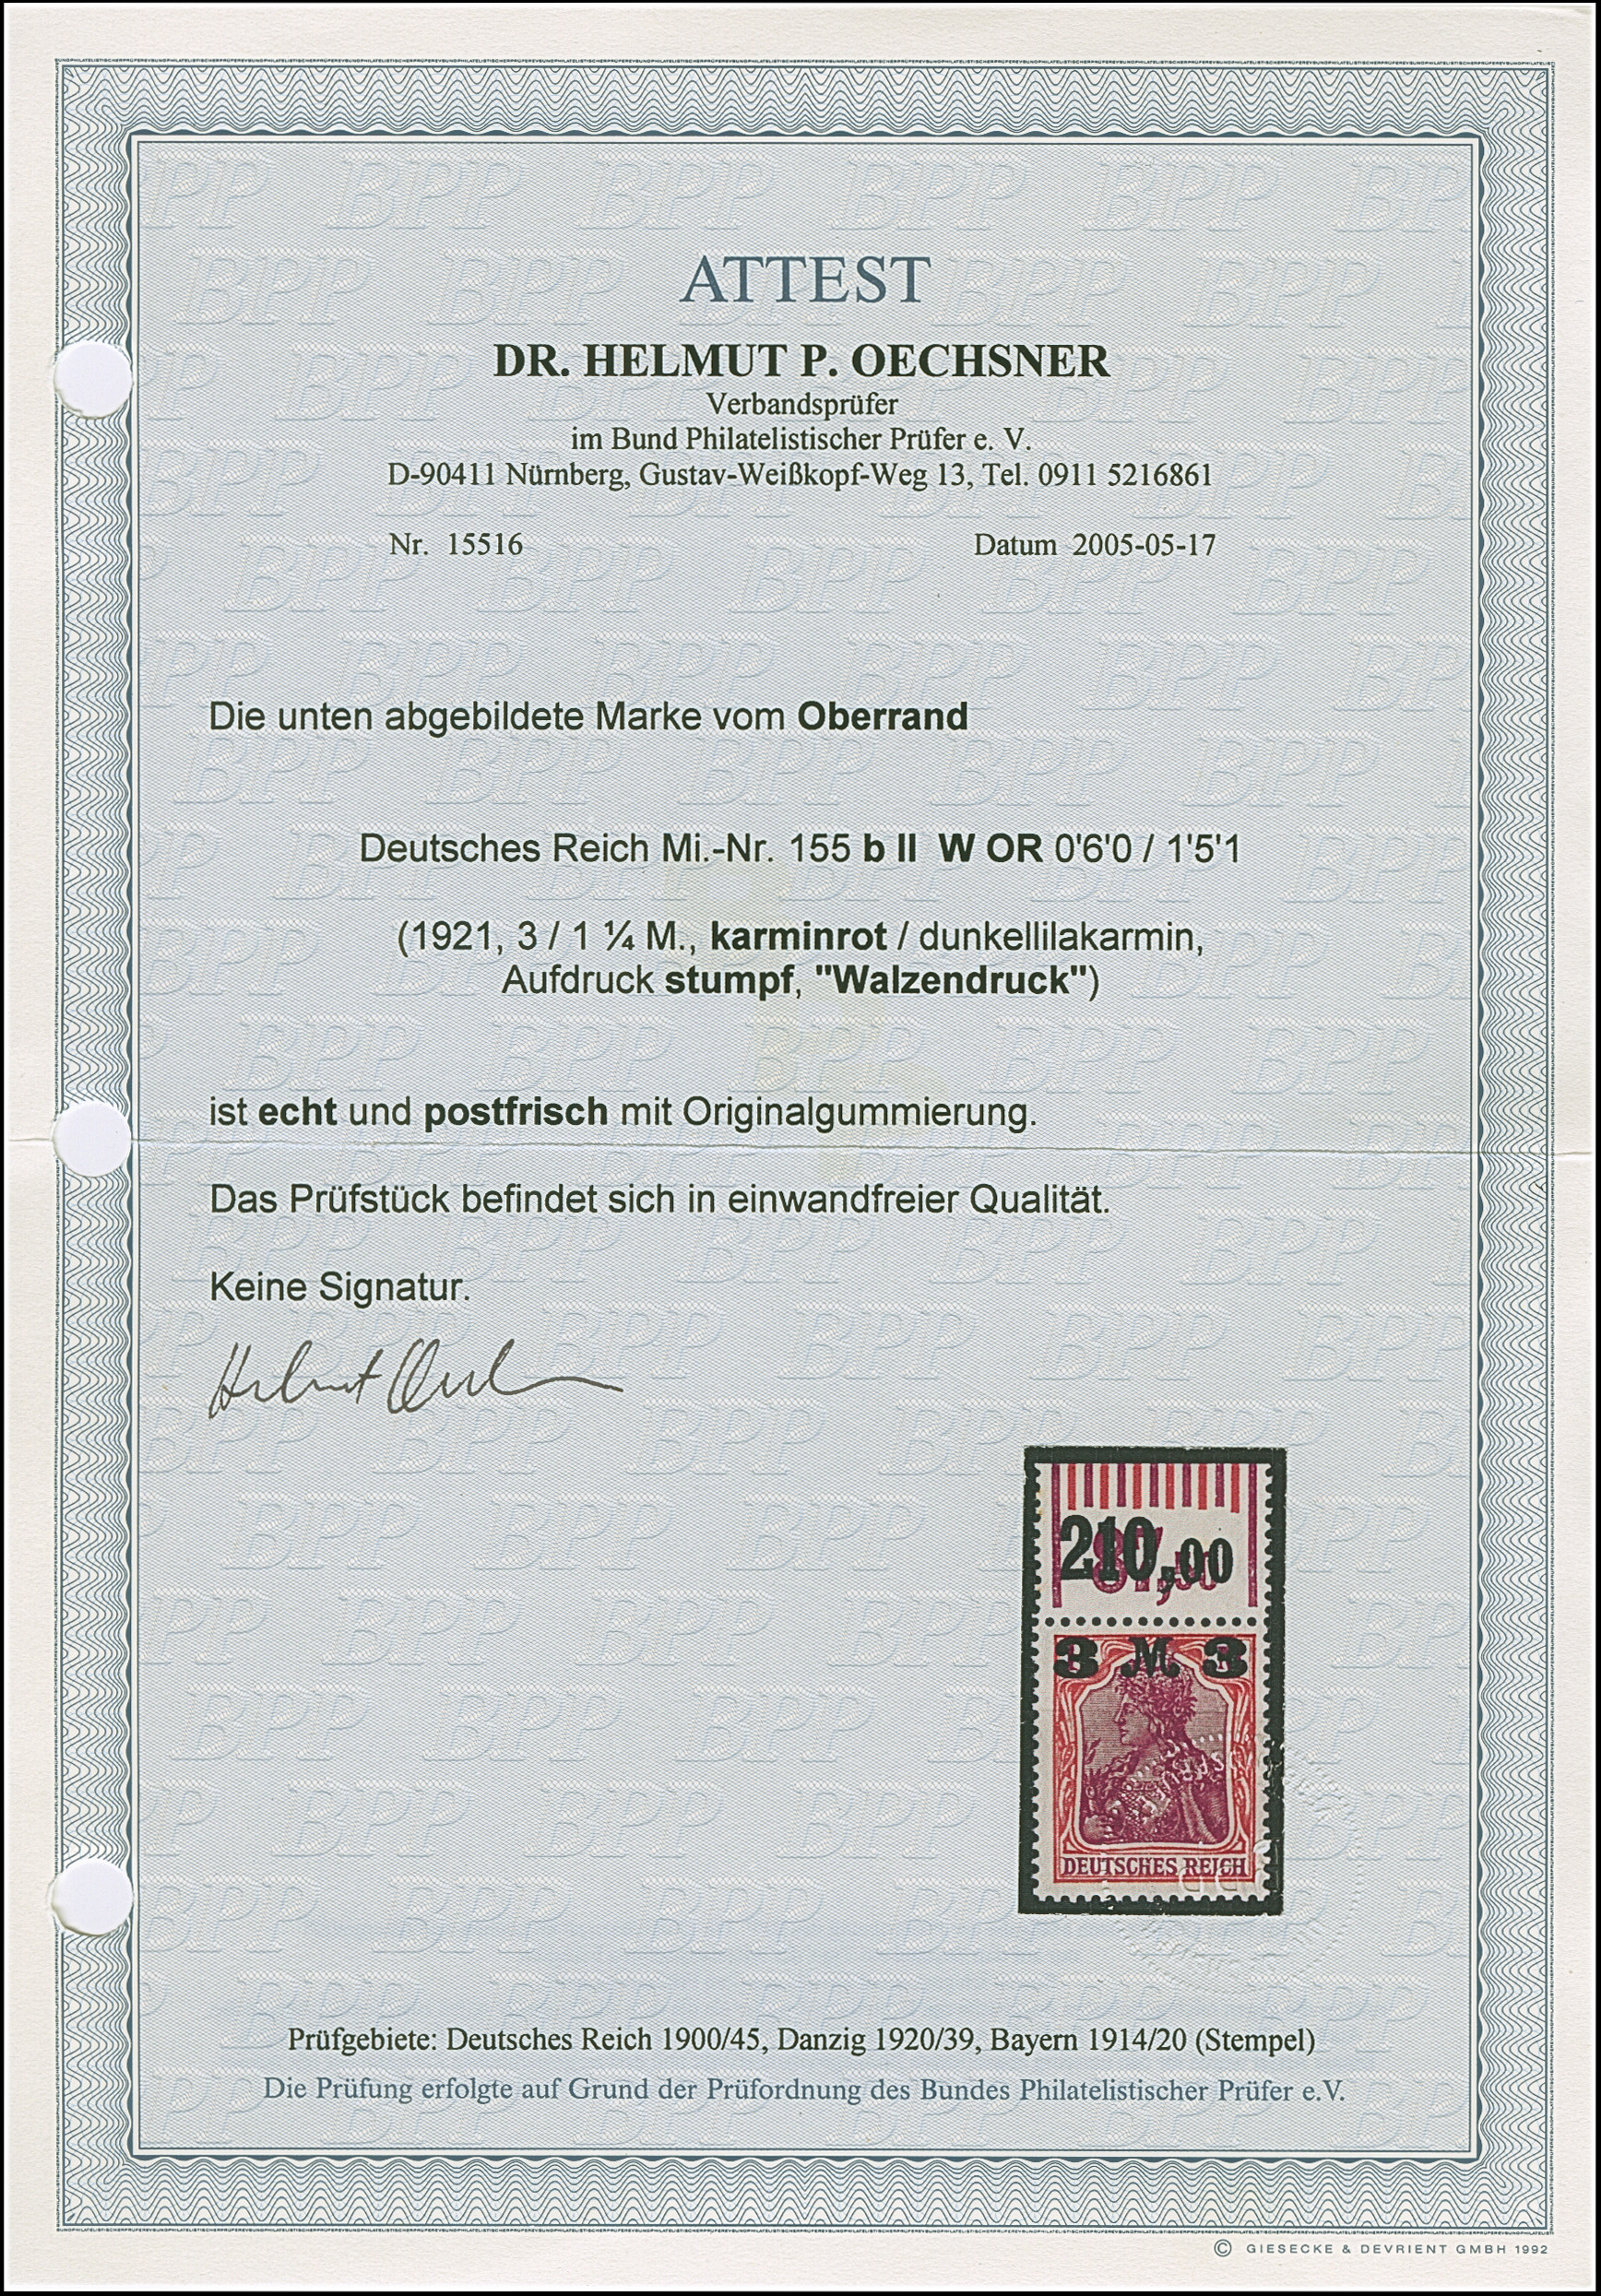 ATTEST
DR. HELMUT P. OECHSNER
Verbandsprüfer
im Bund Philatelistischer Prüfer e. V.
D-90411 Nürnberg, Gustav-Weißkopf-Weg 13, Tel. 0911 5216861
Nr. 15516 Datum 2005-05-17
Die unten abgebildete Marke vom Oberrand
Deutsches Reich Mi.-Nr. 155 b II W OR 0'6'0 / 1'5'1
(1921, 3 / 1 ¼ M., karminrot / dunkellilakarmin,
Aufdruck stumpf, "Walzendruck")
ist echt und postfrisch mit Originalgummierung.
Das Prüfstück befindet sich in einwandfreier Qualität.
Keine Signatur.
210,00
3 M 3
DEUTSCHES REICH
Prüfgebiete: Deutsches Reich 1900/45, Danzig 1920/39, Bayern 1914/20 (Stempel)
Die Prüfung erfolgte auf Grund der Prüfordnung des Bundes Philatelistischer Prüfer e.V.
© GIESECKE & DEVRIENT GMBH 1992